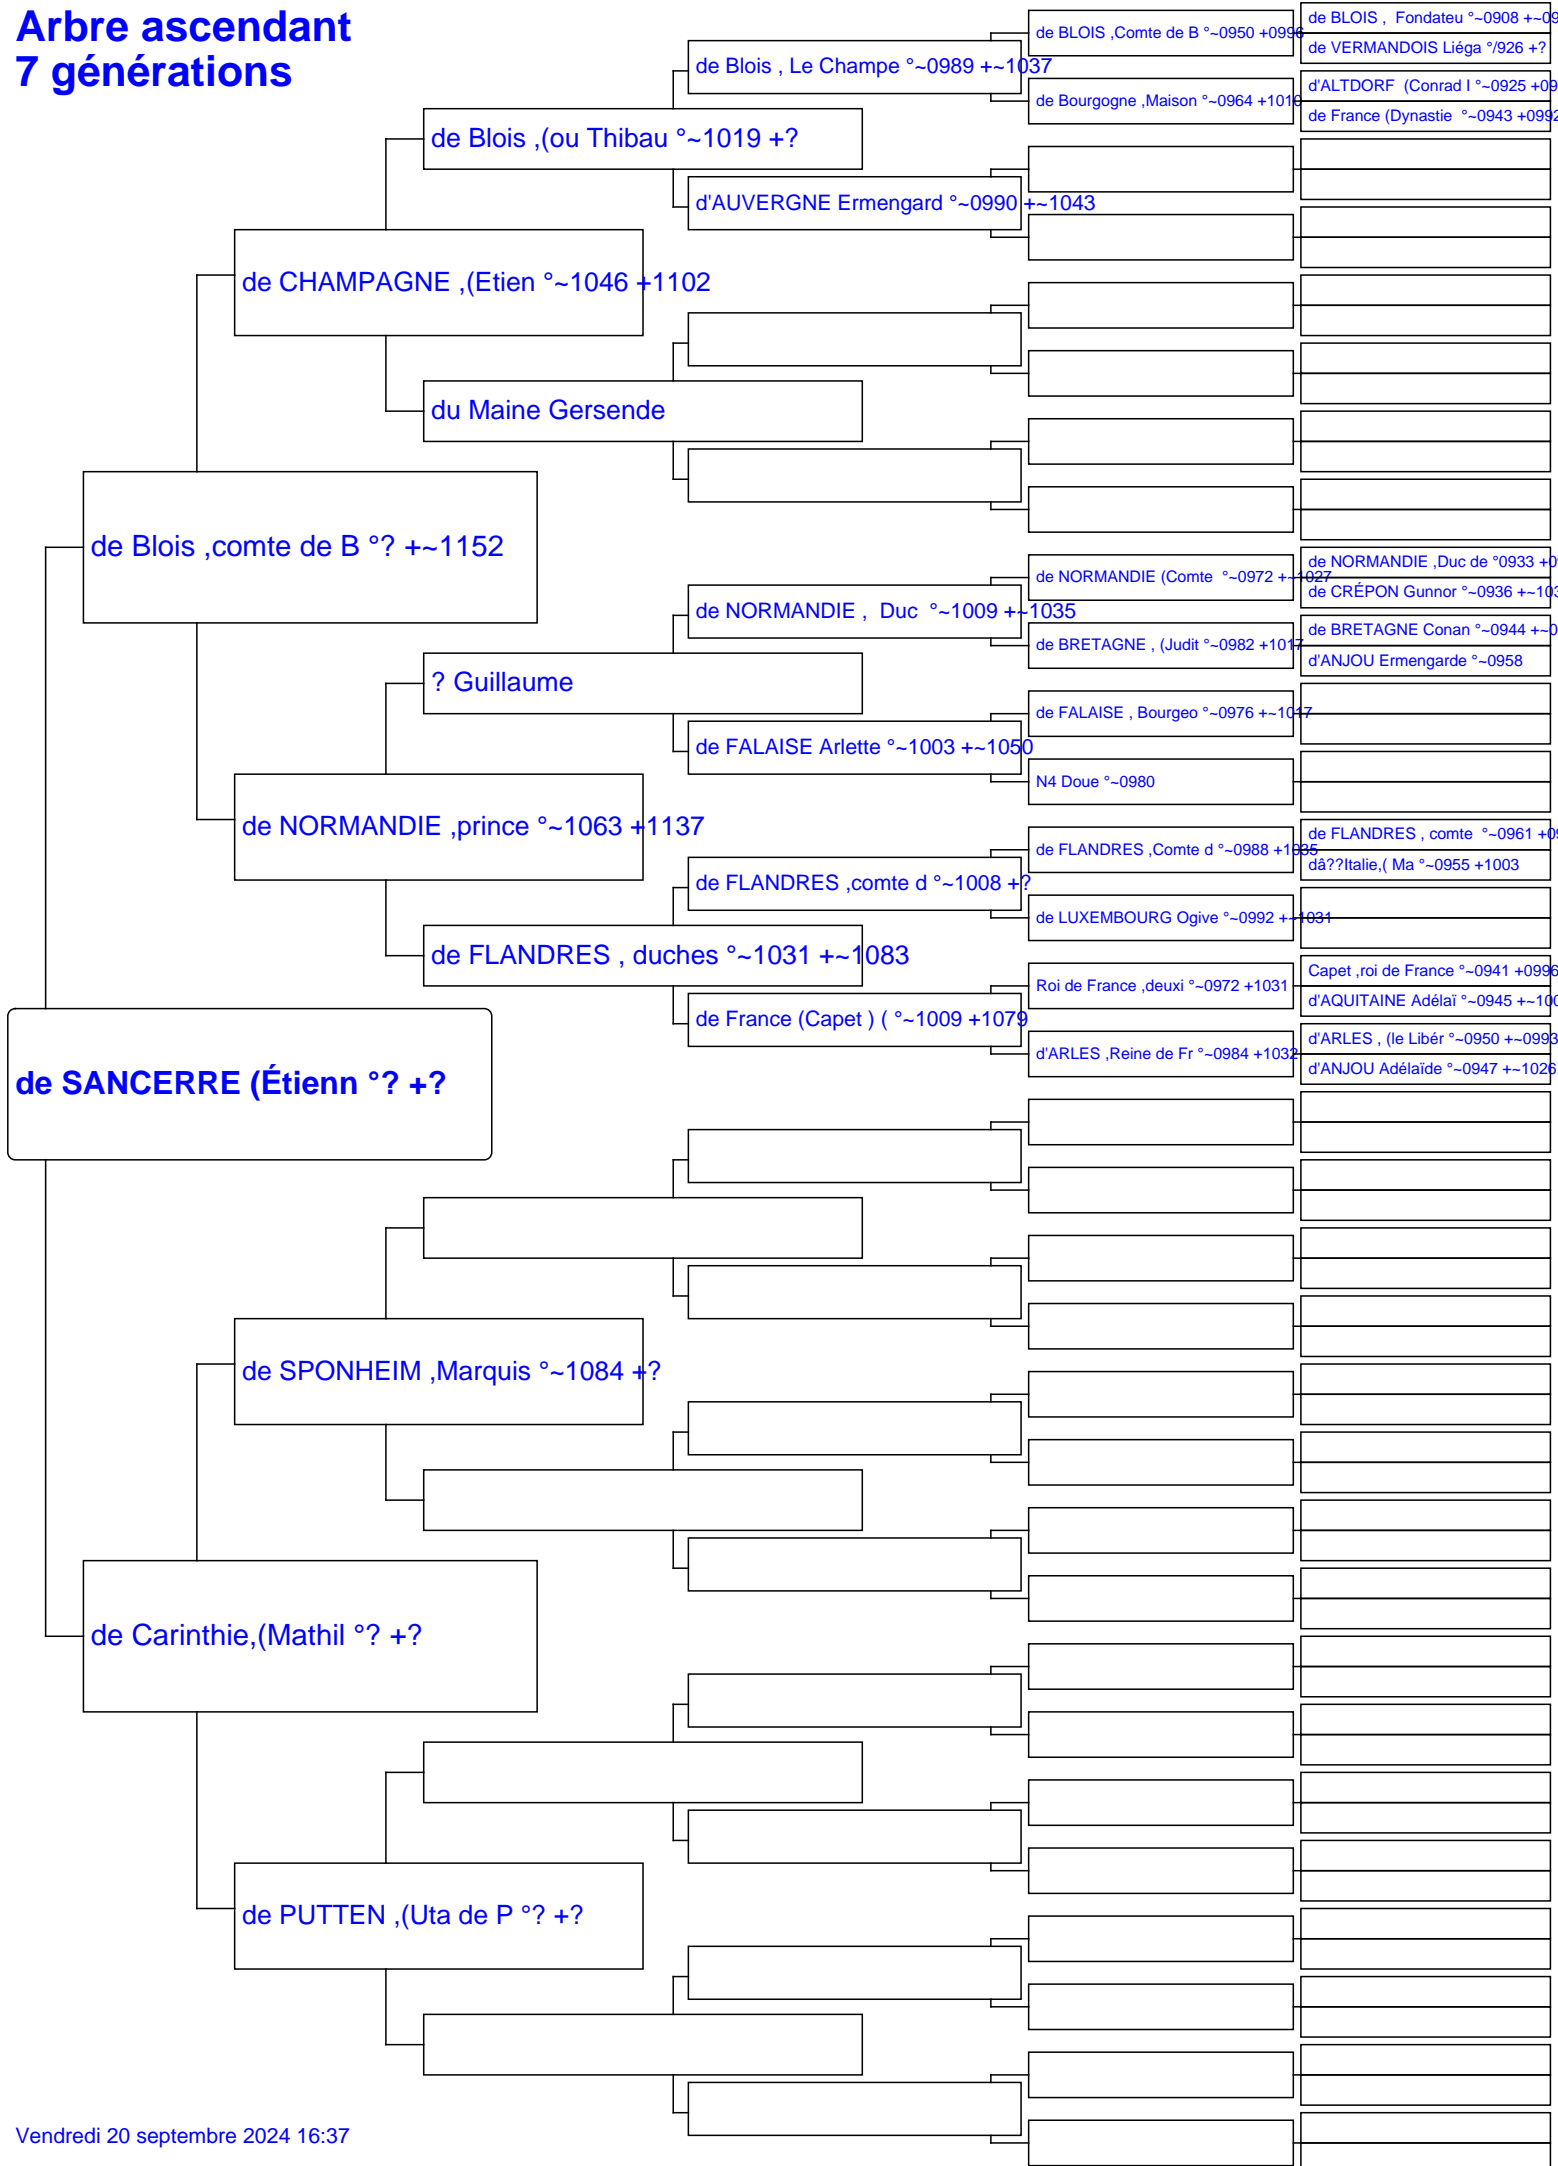 Arbre ascendant
7 générations
de SANCERRE (Étienn °? +?
de Blois ,comte de B °? +~1152
de Carinthie,(Mathil °? +?
de CHAMPAGNE ,(Etien °~1046 +1102
de NORMANDIE ,prince °~1063 +1137
de SPONHEIM ,Marquis °~1084 +?
de PUTTEN ,(Uta de P °? +?
de Blois ,(ou Thibau °~1019 +?
du Maine Gersende
? Guillaume
de FLANDRES , duches °~1031 +~1083
de Blois , Le Champe °~0989 +~1037
d'AUVERGNE Ermengard °~0990 +~1043
de NORMANDIE , Duc °~1009 +~1035
de FALAISE Arlette °~1003 +~1050
de FLANDRES ,comte d °~1008 +?
de France (Capet ) ( °~1009 +1079
de BLOIS ,Comte de B °~0950 +0996
de Bourgogne ,Maison °~0964 +1010
de NORMANDIE (Comte °~0972 +~1027
de BRETAGNE , (Judit °~0982 +1017
de FALAISE , Bourgeo °~0976 +~1017
N4 Doue °~0980
de FLANDRES ,Comte d °~0988 +1035
de LUXEMBOURG Ogive °~0992 +~1031
Roi de France ,deuxi °~0972 +1031
d'ARLES ,Reine de Fr °~0984 +1032
de BLOIS , Fondateu °~0908 +~09
de VERMANDOIS Liéga °/926 +?
d'ALTDORF (Conrad I °~0925 +09
de France (Dynastie °~0943 +0992
de NORMANDIE ,Duc de °0933 +09
de CRÉPON Gunnor °~0936 +~103
de BRETAGNE Conan °~0944 +~0
d'ANJOU Ermengarde °~0958
de FLANDRES , comte °~0961 +09
dâ??Italie,( Ma °~0955 +1003
Capet ,roi de France °~0941 +0996
d'AQUITAINE Adélaï °~0945 +~100
d'ARLES , (le Libér °~0950 +~0993
d'ANJOU Adélaïde °~0947 +~1026
Vendredi 20 septembre 2024 16:37